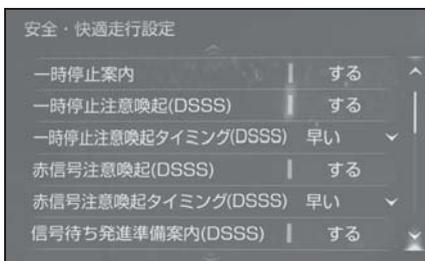 安全・快適走行設定
一時停止案内 する
一時停止注意喚起(DSSS) する
一時停止注意喚起タイミング(DSSS) 早い
赤信号注意喚起(DSSS) する
赤信号注意喚起タイミング(DSSS) 早い
信号待ち発進準備案内(DSSS) する